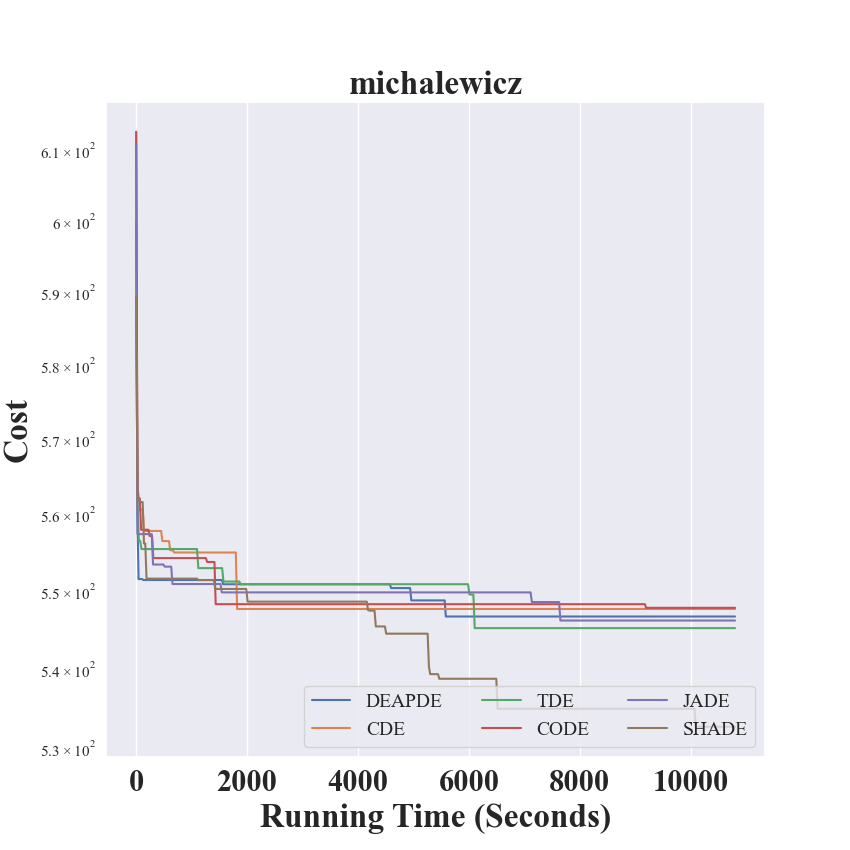 michalewicz
6.1 × 10²
6 × 10²
5.9 × 10²
5.8 × 10²
5.7 × 10²
5.6 × 10²
5.5 × 10²
5.4 × 10²
5.3 × 10²
Cost
DEAPDE TDE JADE
CDE CODE SHADE
0 2000 4000 6000 8000 10000
Running Time (Seconds)